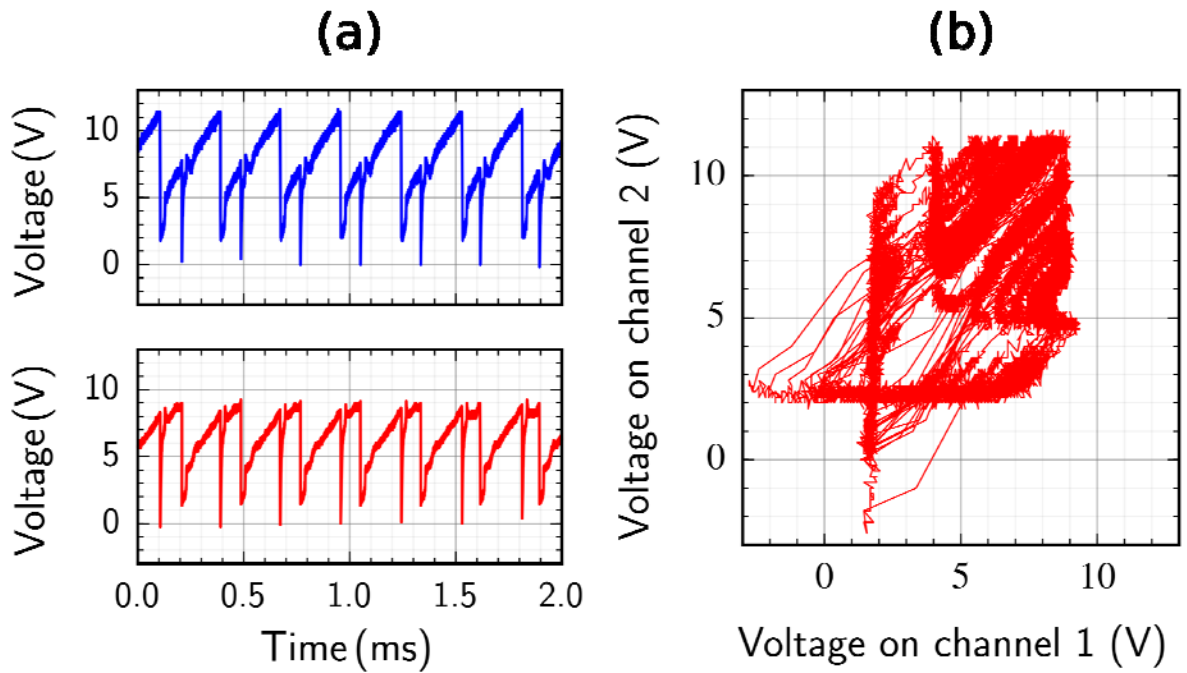 (a)
(b)
Voltage (V)
10
5
0
Voltage (V)
10
5
0
0.0 0.5 1.0 1.5 2.0
Time (ms)
Voltage on channel 2 (V)
10
5
0
0 5 10
Voltage on channel 1 (V)